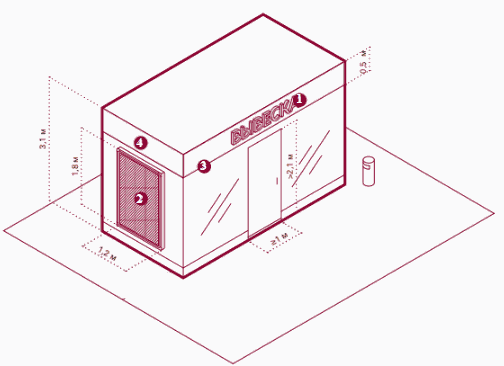 0,5 м
1
ВЫВЕСКА
4
3,1 м
3
1,8 м
>2,1 м
2
≥1 м
1,2 м